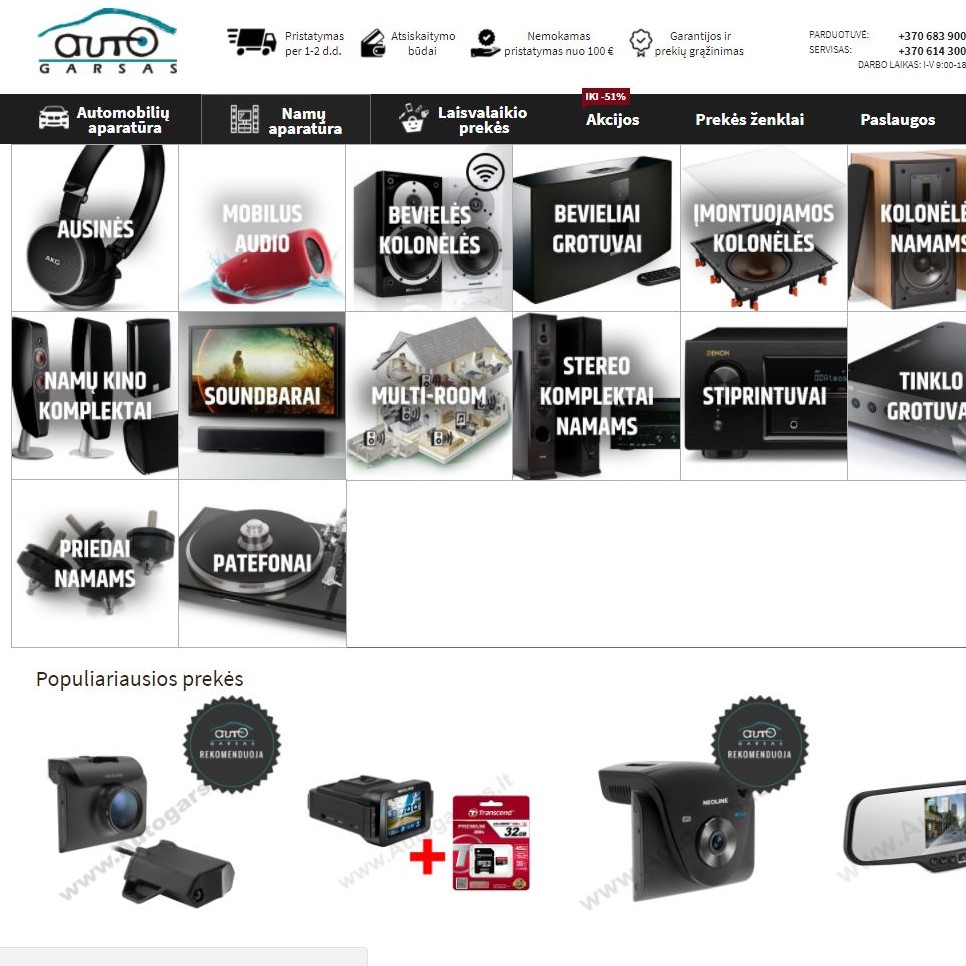 AUTO
GARSAS
Pristatymas
per 1-2 d.d.
Atsiskaitymo
būdai
Nemokamas
pristatymas nuo 100 €
Garantijos ir
prekių grąžinimas
PARDUOTUVĖ: +370 683 900
SERVISAS: +370 614 300
DARBO LAIKAS: I-V 9:00-18
Automobilių
aparatūra
Namų
aparatūra
Laisvalaikio
prekės
IKI -51%
Akcijos
Prekės ženklai
Paslaugos
AUSINĖS
AKG
MOBILUS
AUDIO
BEVIELĖS
KOLONĖLĖS
BEVIELIAI
GROTUVAI
ĮMONTUOJAMOS
KOLONĖLĖS
KOLONĖLĖ
NAMAMS
NAMŲ KINO
KOMPLEKTAI
SOUNDBARAI
MULTI-ROOM
STEREO
KOMPLEKTAI
NAMAMS
DENON
STIPRINTUVAI
TINKLO
GROTUVA
PRIEDAI
NAMAMS
PATEFONAI
Populiariausios prekės
AUTO
GARSAS
REKOMENDUOJA
www.Autogars
www.Autogarsas.lt
Transcend
PREMIUM
32GB
AUTO
GARSAS
REKOMENDUOJA
NEOLINE